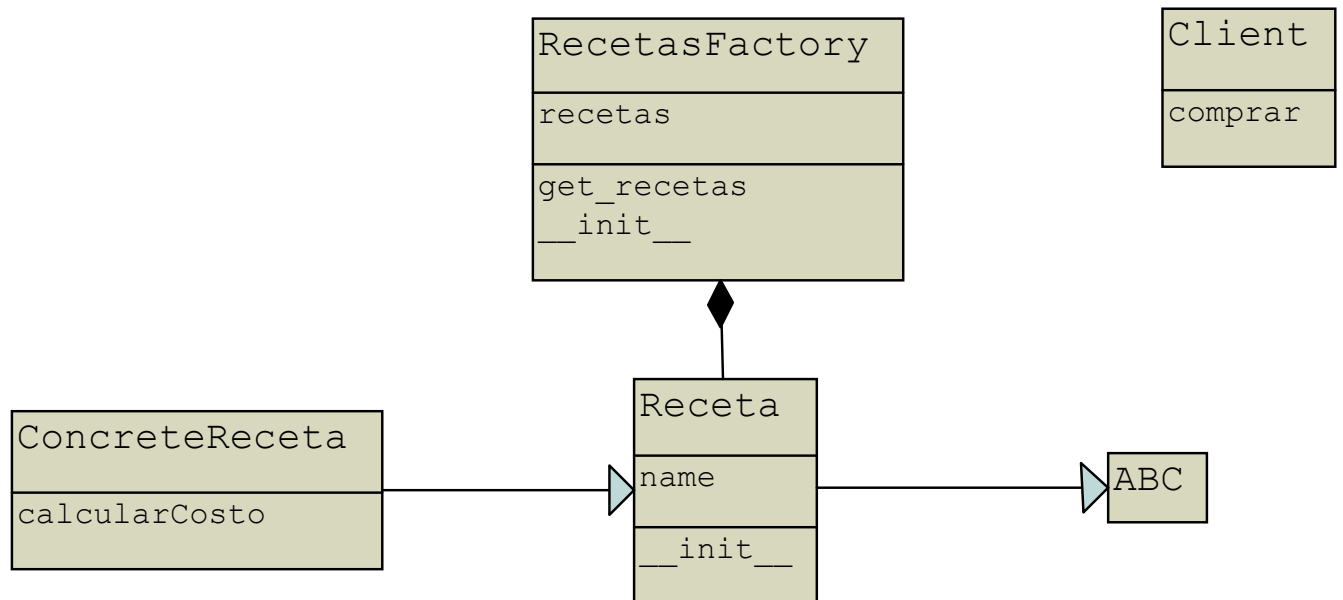 RecetasFactory
recetas
get_recetas
__init__
Client
comprar
ConcreteReceta
calcularCosto
Receta
name
__init__
ABC